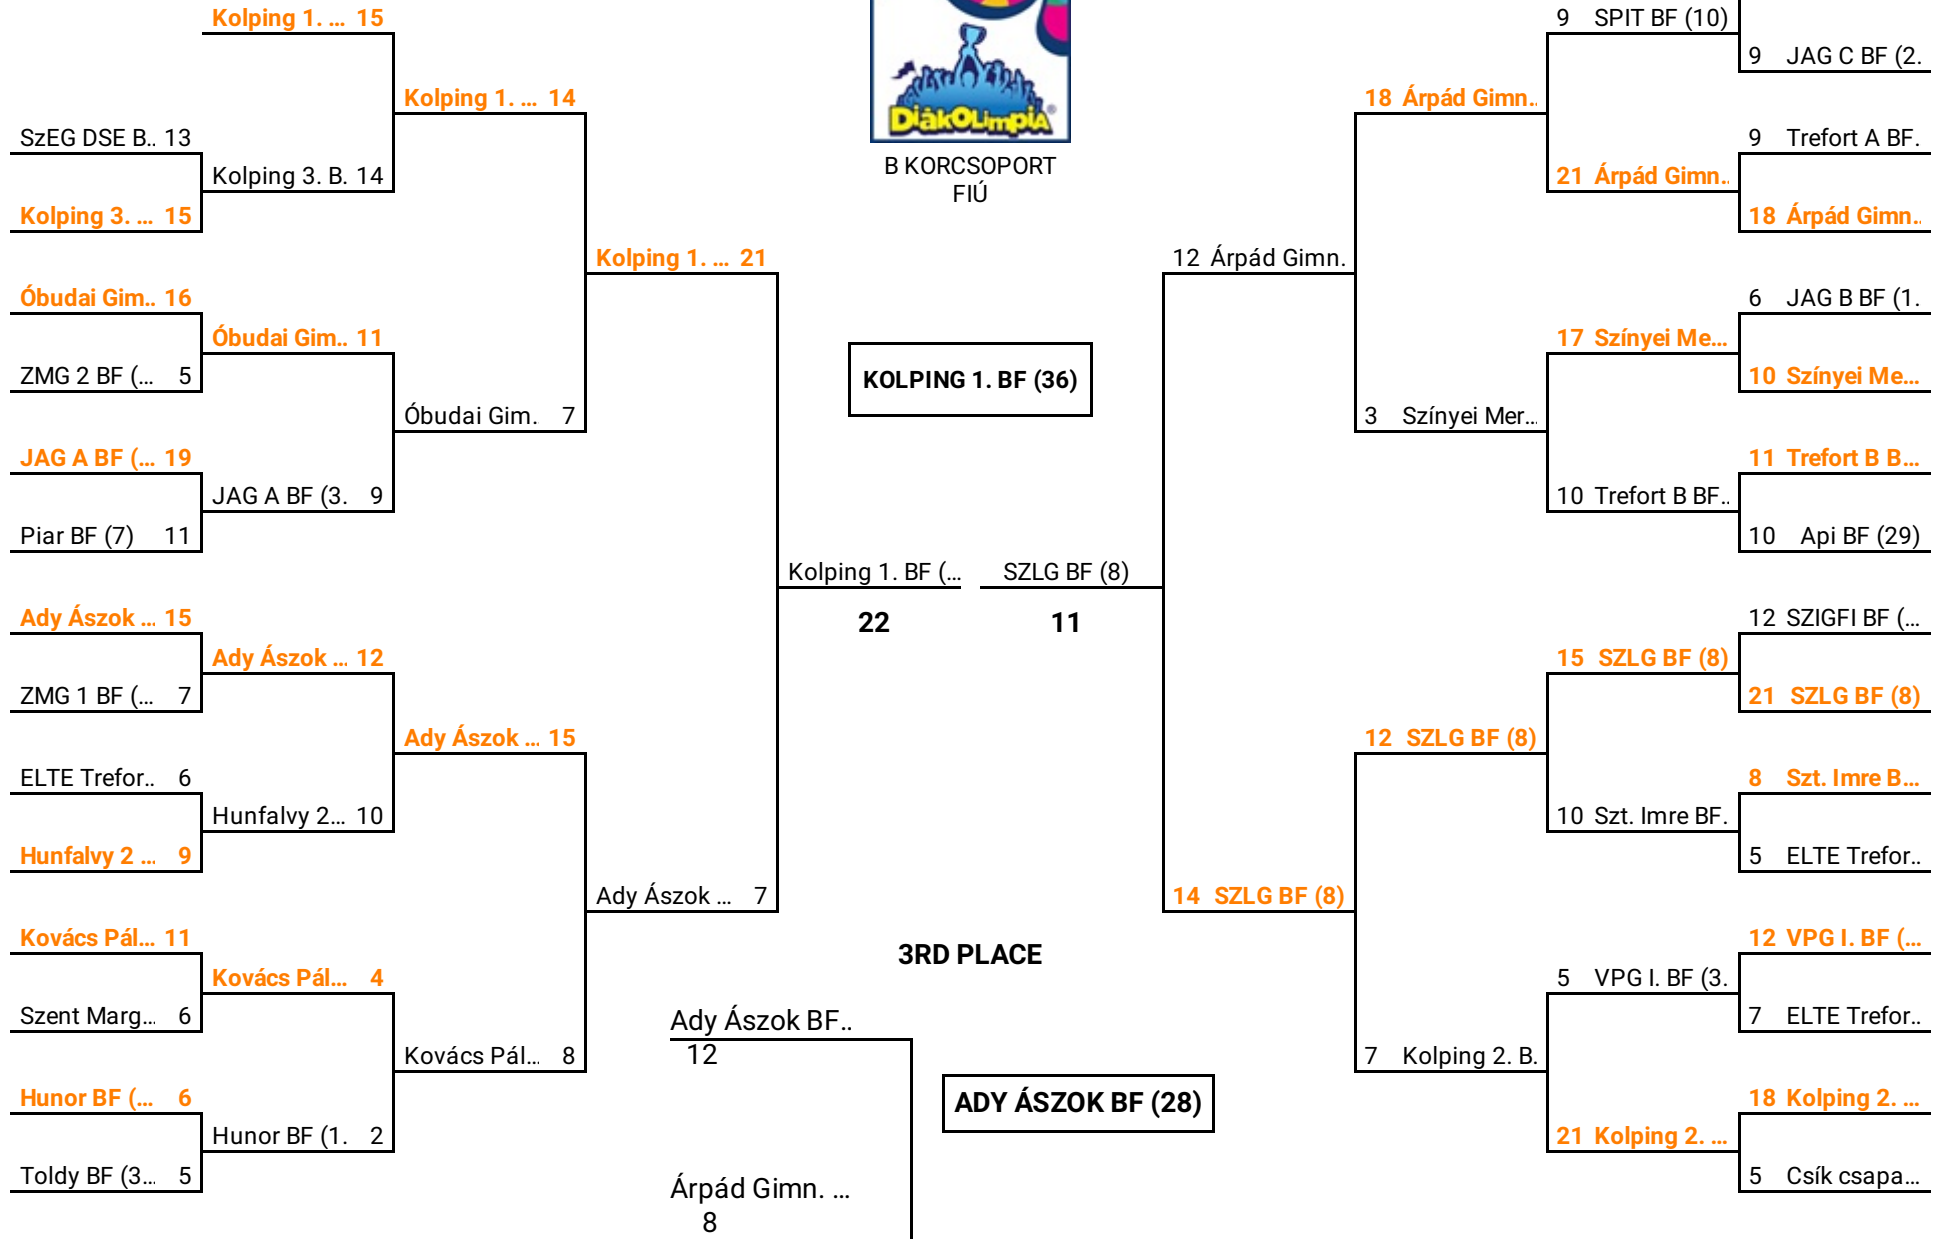 Kolping 1. ... 15
SzEG DSE B.. 13
Kolping 3. ... 15
Óbudai Gim.. 16
ZMG 2 BF (... 5
JAG A BF (... 19
Piar BF (7) 11
Ady Ászok ... 15
ZMG 1 BF (... 7
ELTE Trefor.. 6
Hunfalvy 2 ... 9
Kovács Pál... 11
Szent Marg... 6
Hunor BF (... 6
Toldy BF (3... 5
Kolping 3. B. 14
Óbudai Gim.. 11
JAG A BF (3. 9
Ady Ászok ... 12
Hunfalvy 2... 10
Kovács Pál... 4
Hunor BF (1. 2
Kolping 1. ... 14
Óbudai Gim. 7
Ady Ászok ... 15
Kovács Pál... 8
Kolping 1. ... 21
Ady Ászok ... 7
DiákOLimpiA®
B KORCSOPORT
FIÚ
KOLPING 1. BF (36)
Kolping 1. BF (...
22
SZLG BF (8)
11
3RD PLACE
Ady Ászok BF..
12
ADY ÁSZOK BF (28)
Árpád Gimn. ...
8
12 Árpád Gimn.
14 SZLG BF (8)
18 Árpád Gimn..
3 Színyei Mer...
12 SZLG BF (8)
7 Kolping 2. B.
9 SPIT BF (10)
21 Árpád Gimn..
17 Színyei Me...
10 Trefort B BF..
15 SZLG BF (8)
10 Szt. Imre BF.
5 VPG I. BF (3.
21 Kolping 2. ...
9 JAG C BF (2.
9 Trefort A BF.
18 Árpád Gimn..
6 JAG B BF (1.
10 Színyei Me...
11 Trefort B B...
10 Api BF (29)
12 SZIGFI BF (...
21 SZLG BF (8)
8 Szt. Imre B...
5 ELTE Trefor..
12 VPG I. BF (...
7 ELTE Trefor..
18 Kolping 2. ...
5 Csík csapa...